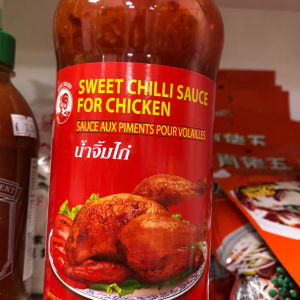 SWEET CHILLI SAUCE
FOR CHICKEN
SAUCE AUX PIMENTS POUR VOLAILLES
น้ำจิ้มไก่